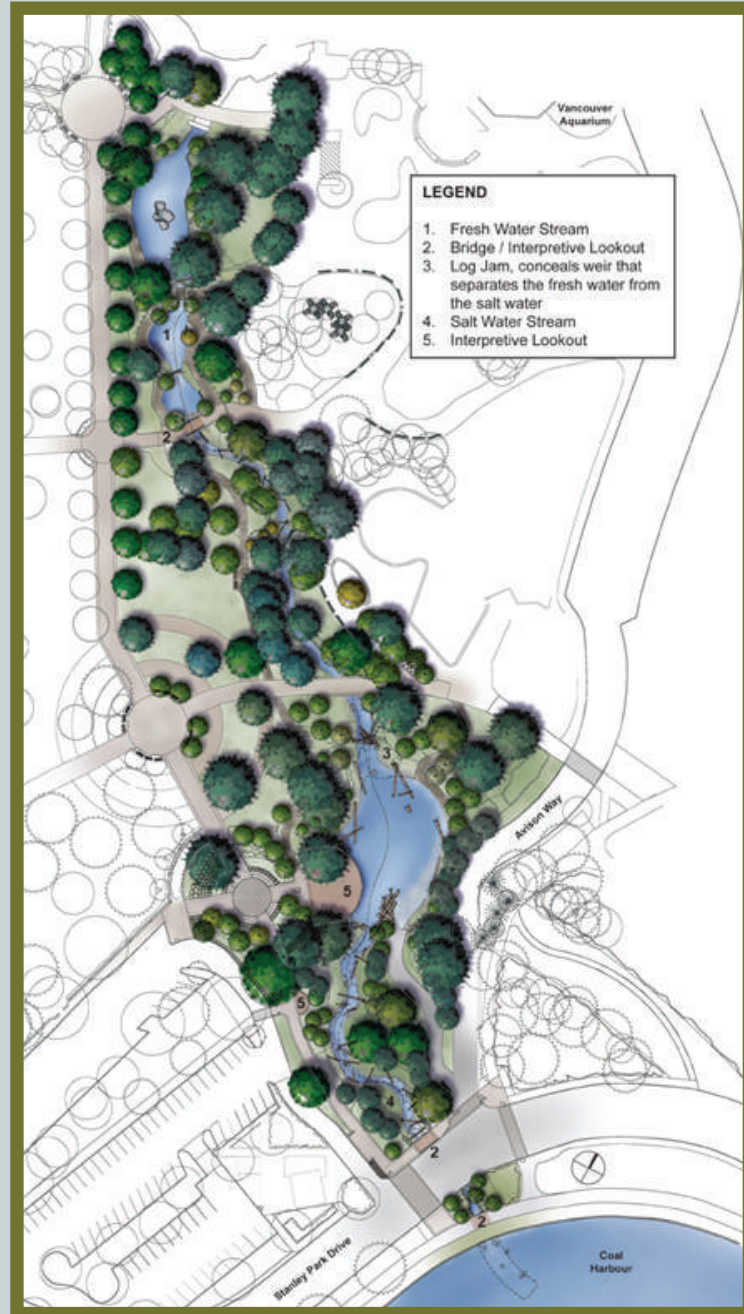 Vancouver
Aquarium
LEGEND
1. Fresh Water Stream
2. Bridge / Interpretive Lookout
3. Log Jam, conceals weir that
separates the fresh water from
the salt water
4. Salt Water Stream
5. Interpretive Lookout
1
2
3
Avison Way
5
5
4
2
2
Coal
Harbour
Stanley Park Drive